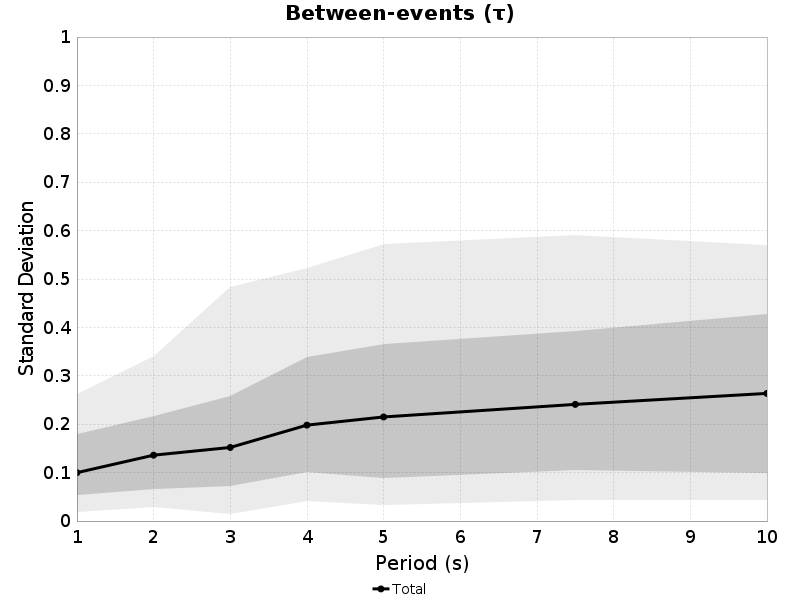 Between-events (τ)
1
0.9
0.8
0.7
0.6
0.5
0.4
0.3
0.2
0.1
0
Standard Deviation
1 2 3 4 5 6 7 8 9 10
Period (s)
Total